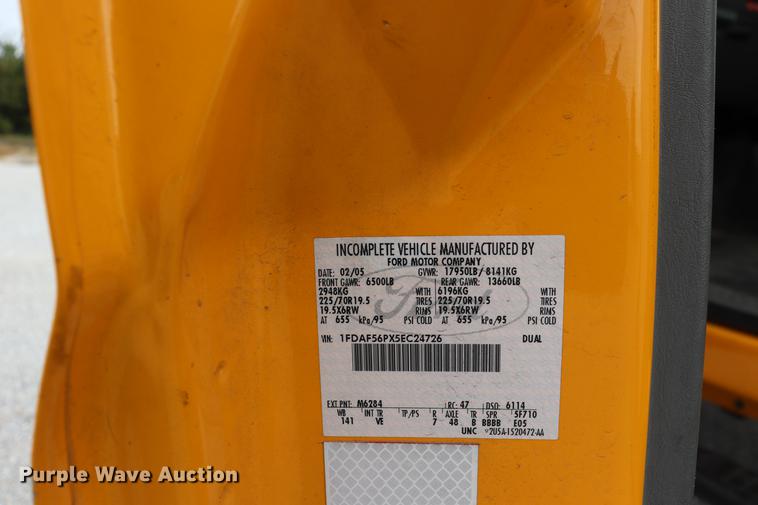 INCOMPLETE VEHICLE MANUFACTURED BY
FORD MOTOR COMPANY
DATE: 02/05 GVWR: 17950LB/ 8141KG
FRONT GAWR: 6500LB REAR GAWR: 13660LB
2948KG WITH 6196KG WITH
225/70R19.5 TIRES 225/70R19.5 TIRES
19.5X6RW RIMS 19.5X6RW RIMS
AT 655 kPa/95 PSI COLD AT 655 kPa/95 PSI COLD
VIN: 1FDAF56PX5EC24726 DUAL
EXT PNT: M6284 RC: 47 DSO: 6114
WB INT TR TP/PS R AXLE TR SPR 5F710
141 VE 7 48 B BBBB E05
UNC 2U5A-1520472-AA
Purple Wave Auction